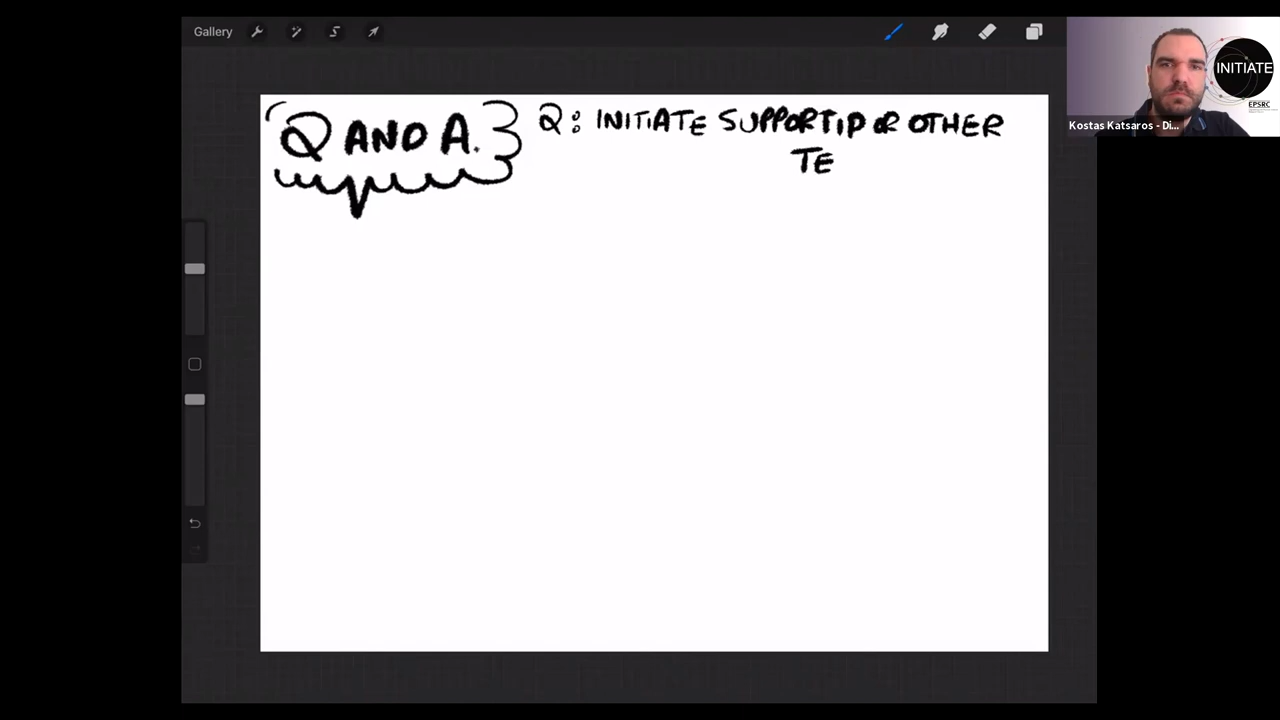 Gallery
INITIATE
EPSRC
Kostas Katsaros - Di...
Q AND A.
Q: INITIATE SUPPORT IP OR OTHER
TE